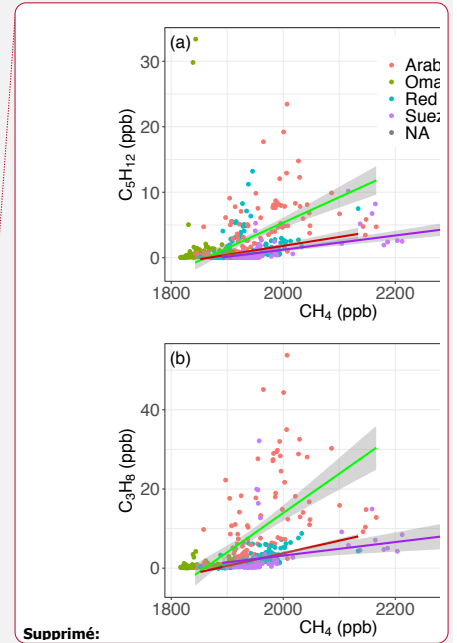 (a)
30
20
10
0
C5H12 (ppb)
Arab
Oma
Red
Suez
NA
1800 2000 2200
CH4 (ppb)
(b)
40
20
0
C3H8 (ppb)
1800 2000 2200
CH4 (ppb)
Supprimé: